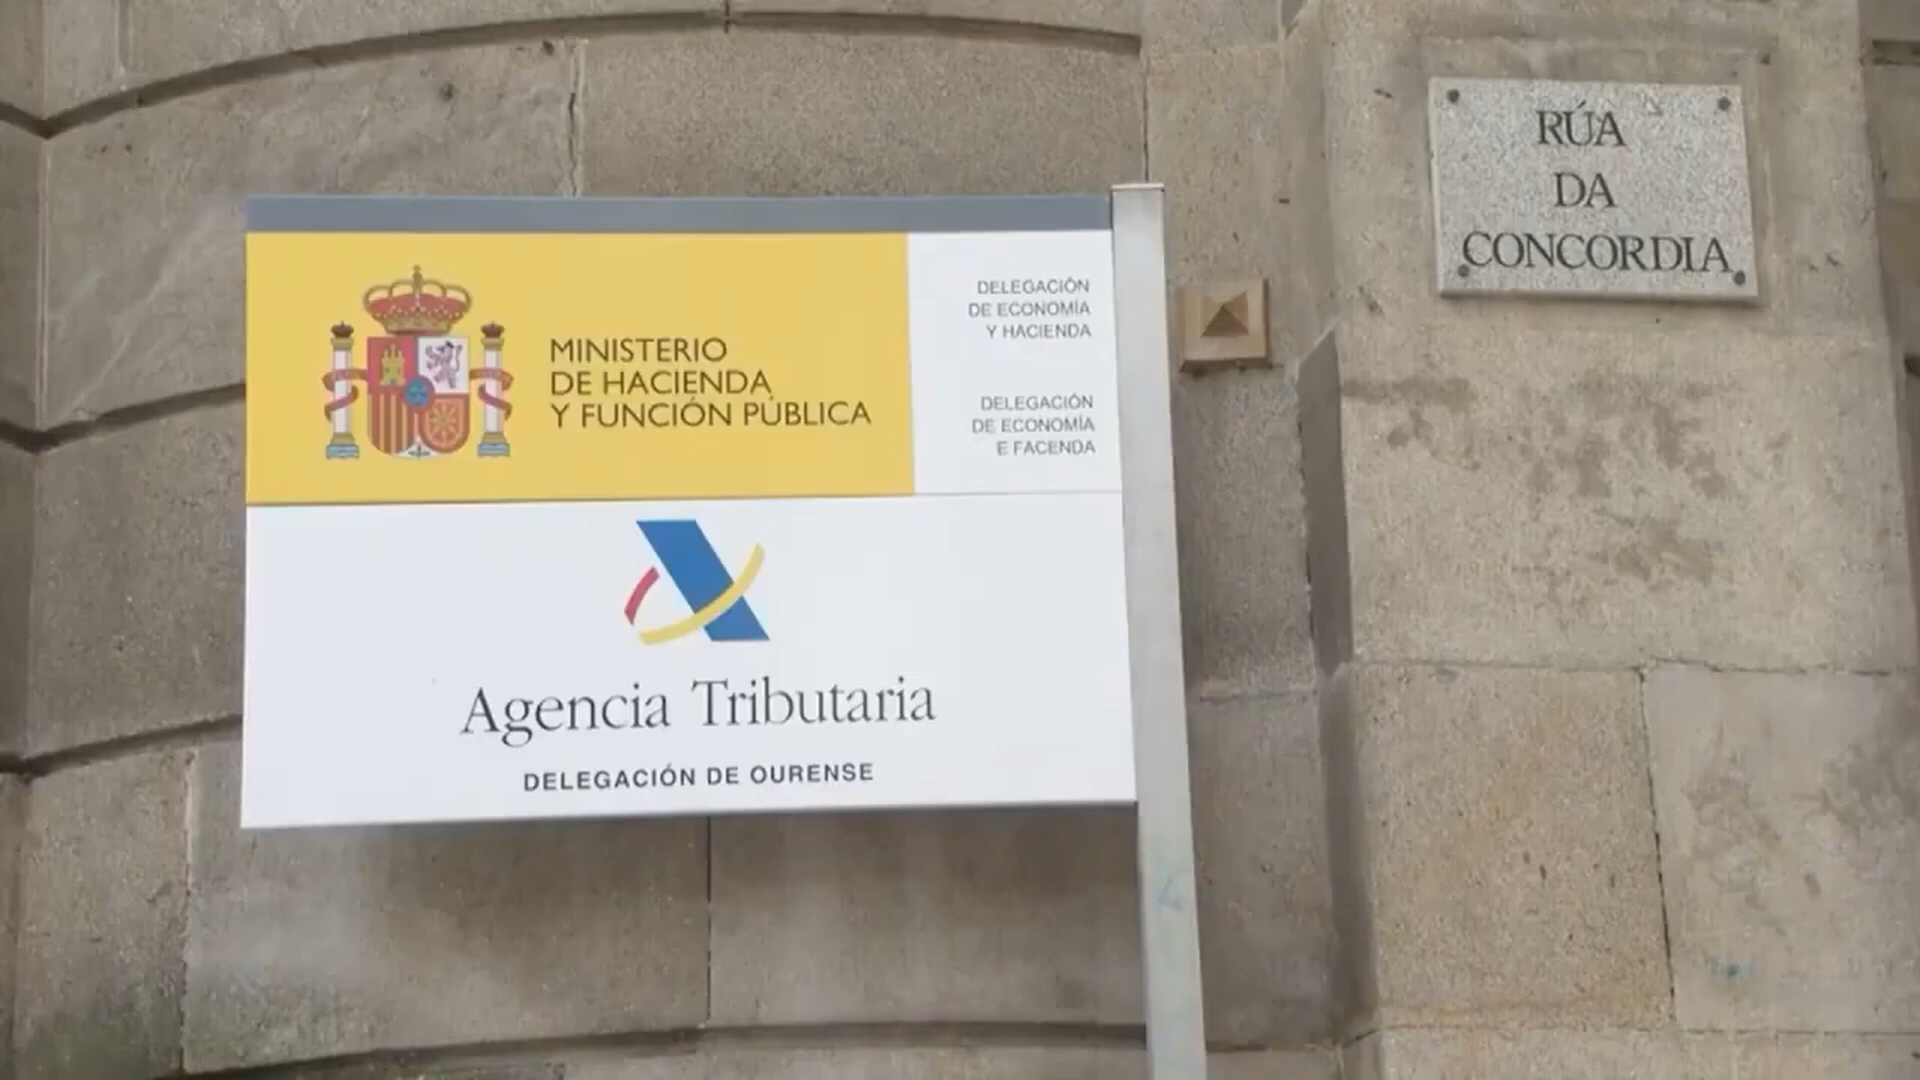 MINISTERIO
DE HACIENDA
Y FUNCIÓN PÚBLICA
DELEGACIÓN
DE ECONOMÍA
Y HACIENDA
DELEGACIÓN
DE ECONOMÍA
E FACENDA
Agencia Tributaria
DELEGACIÓN DE OURENSE
RÚA
DA
CONCORDIA